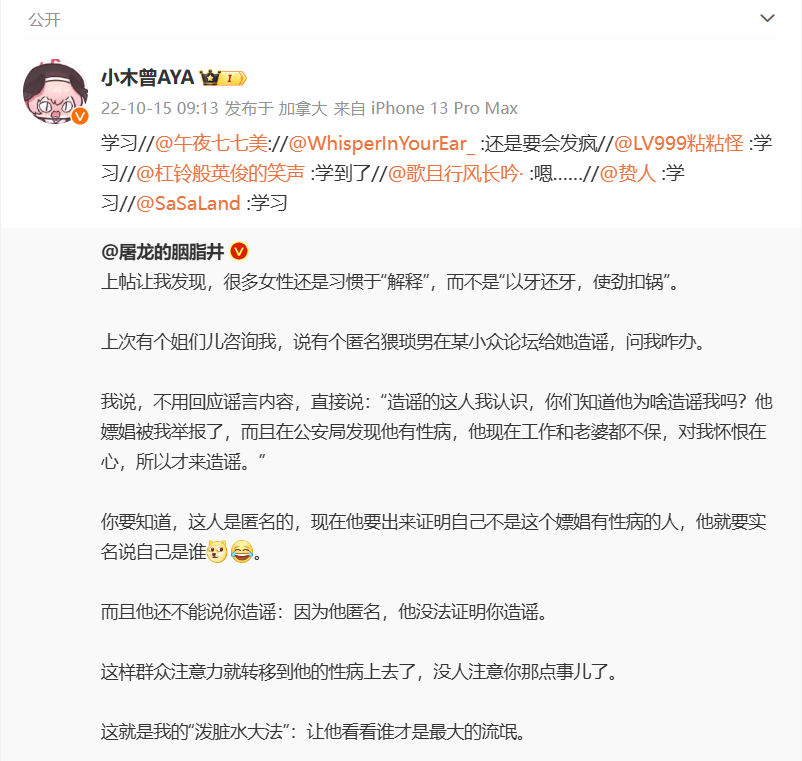 公开
小木曾AYA
22-10-15 09:13 发布于 加拿大 来自 iPhone 13 Pro Max
学习//@午夜七七美://@WhisperInYourEar_ :还是要会发疯//@LV999粘粘怪 :学
习//@杠铃般英俊的笑声 :学到了//@歌且行风长吟· :嗯......//@贽人 :学
习//@SaSaLand :学习
@屠龙的胭脂井
上帖让我发现，很多女性还是习惯于“解释”，而不是“以牙还牙，使劲扣锅”。
上次有个姐们儿咨询我，说有个匿名猥琐男在某小众论坛给她造谣，问我咋办。
我说，不用回应谣言内容，直接说：“造谣的这人我认识，你们知道他为啥造谣我吗？他
嫖娼被我举报了，而且在公安局发现他有性病，他现在工作和老婆都不保，对我怀恨在
心，所以才来造谣。”
你要知道，这人是匿名的，现在他要出来证明自己不是这个嫖娼有性病的人，他就要实
名说自己是谁。
而且他还不能说你造谣：因为他匿名，他没法证明你造谣。
这样群众注意力就转移到他的性病上去了，没人注意你那点事儿了。
这就是我的“泼脏水大法”：让他看看谁才是最大的流氓。